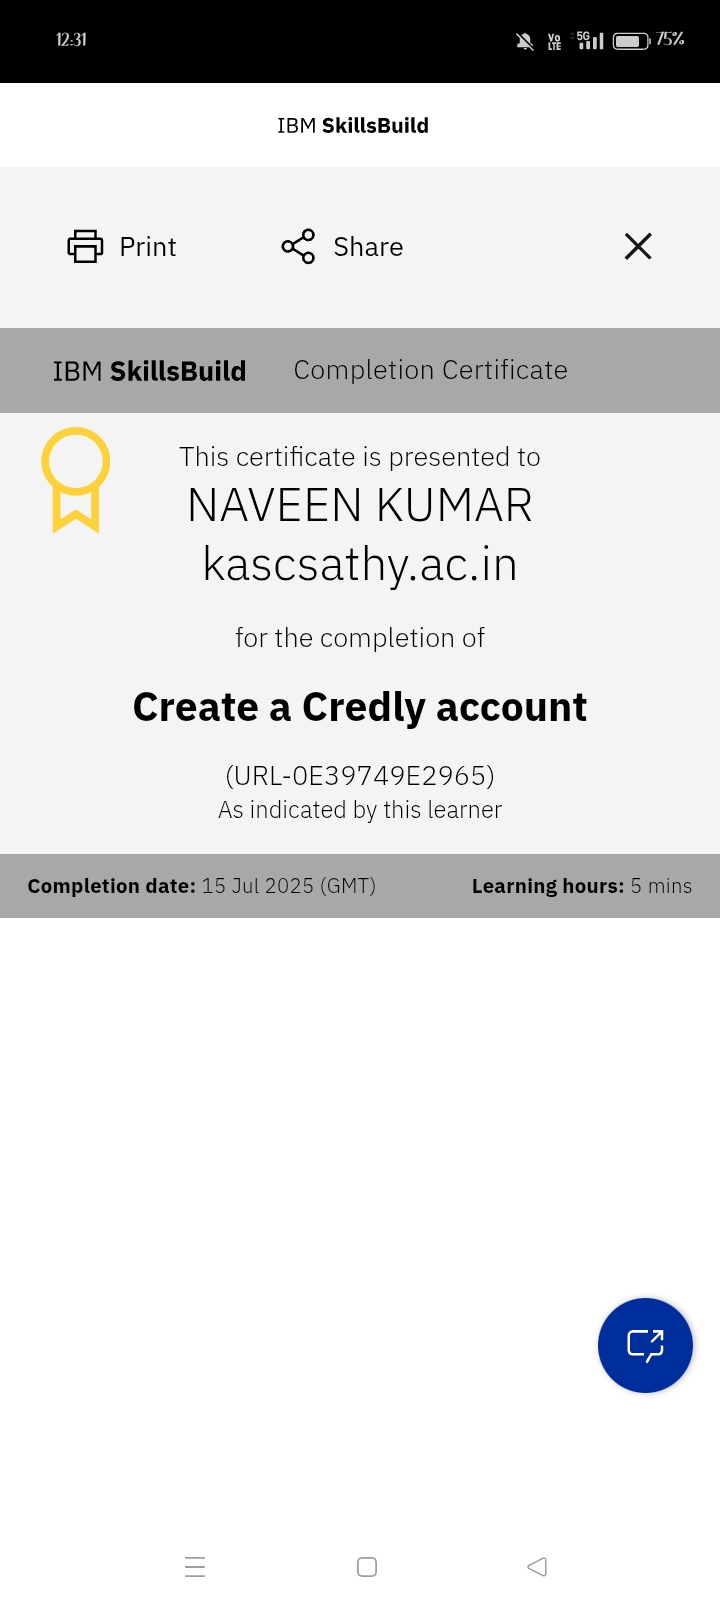 12:31
Vo LTE 5G 75%
IBM SkillsBuild
Print Share
IBM SkillsBuild Completion Certificate
This certificate is presented to
NAVEEN KUMAR
kascsathy.ac.in
for the completion of
Create a Credly account
(URL-0E39749E2965)
As indicated by this learner
Completion date: 15 Jul 2025 (GMT) Learning hours: 5 mins